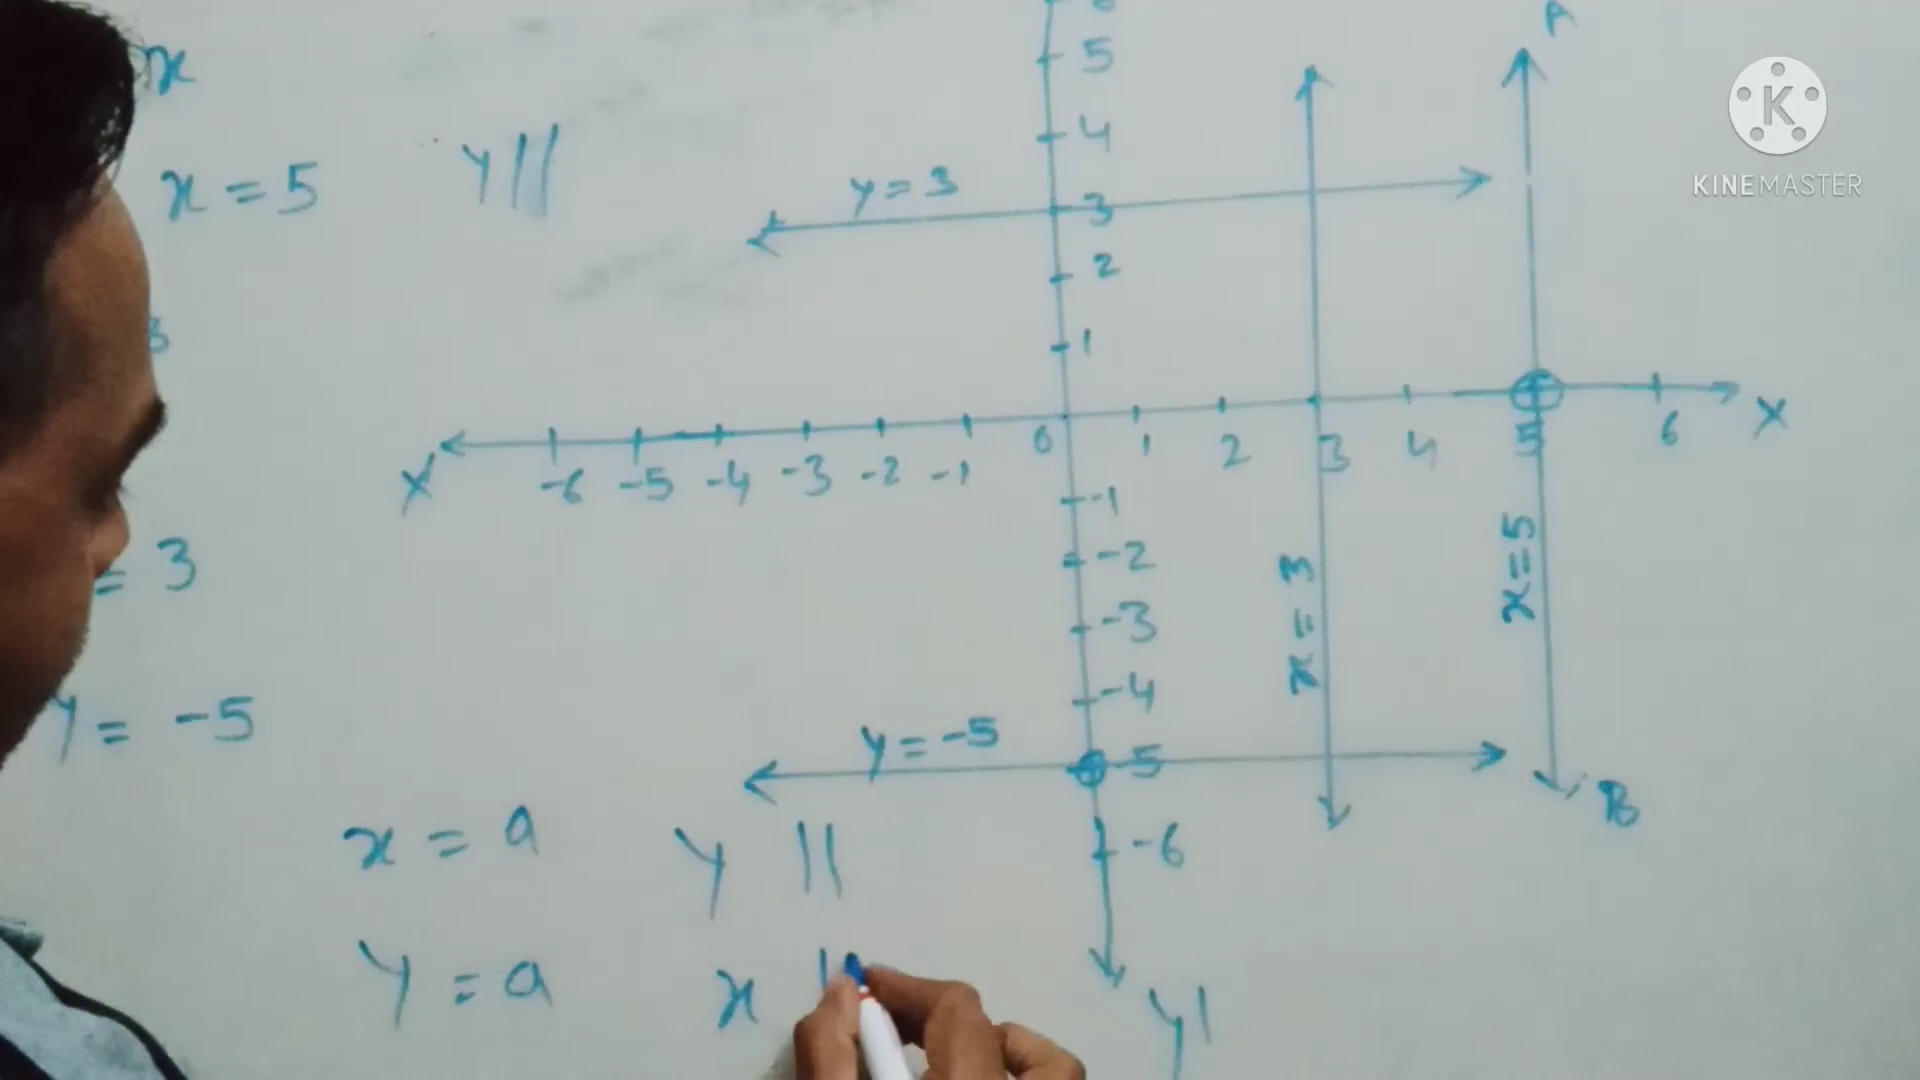 x
x = 5 y ||
= 3
y = -5
x = a y ||
y = a x |
5
4
3
2
1
-6 -5 -4 -3 -2 -1 0 1 2 3 4 5 6
X' X
-1
-2
-3
-4
-5
-6
y|
y = 3
y = -5
x = 3
x = 5
A
B
K
KINEMASTER